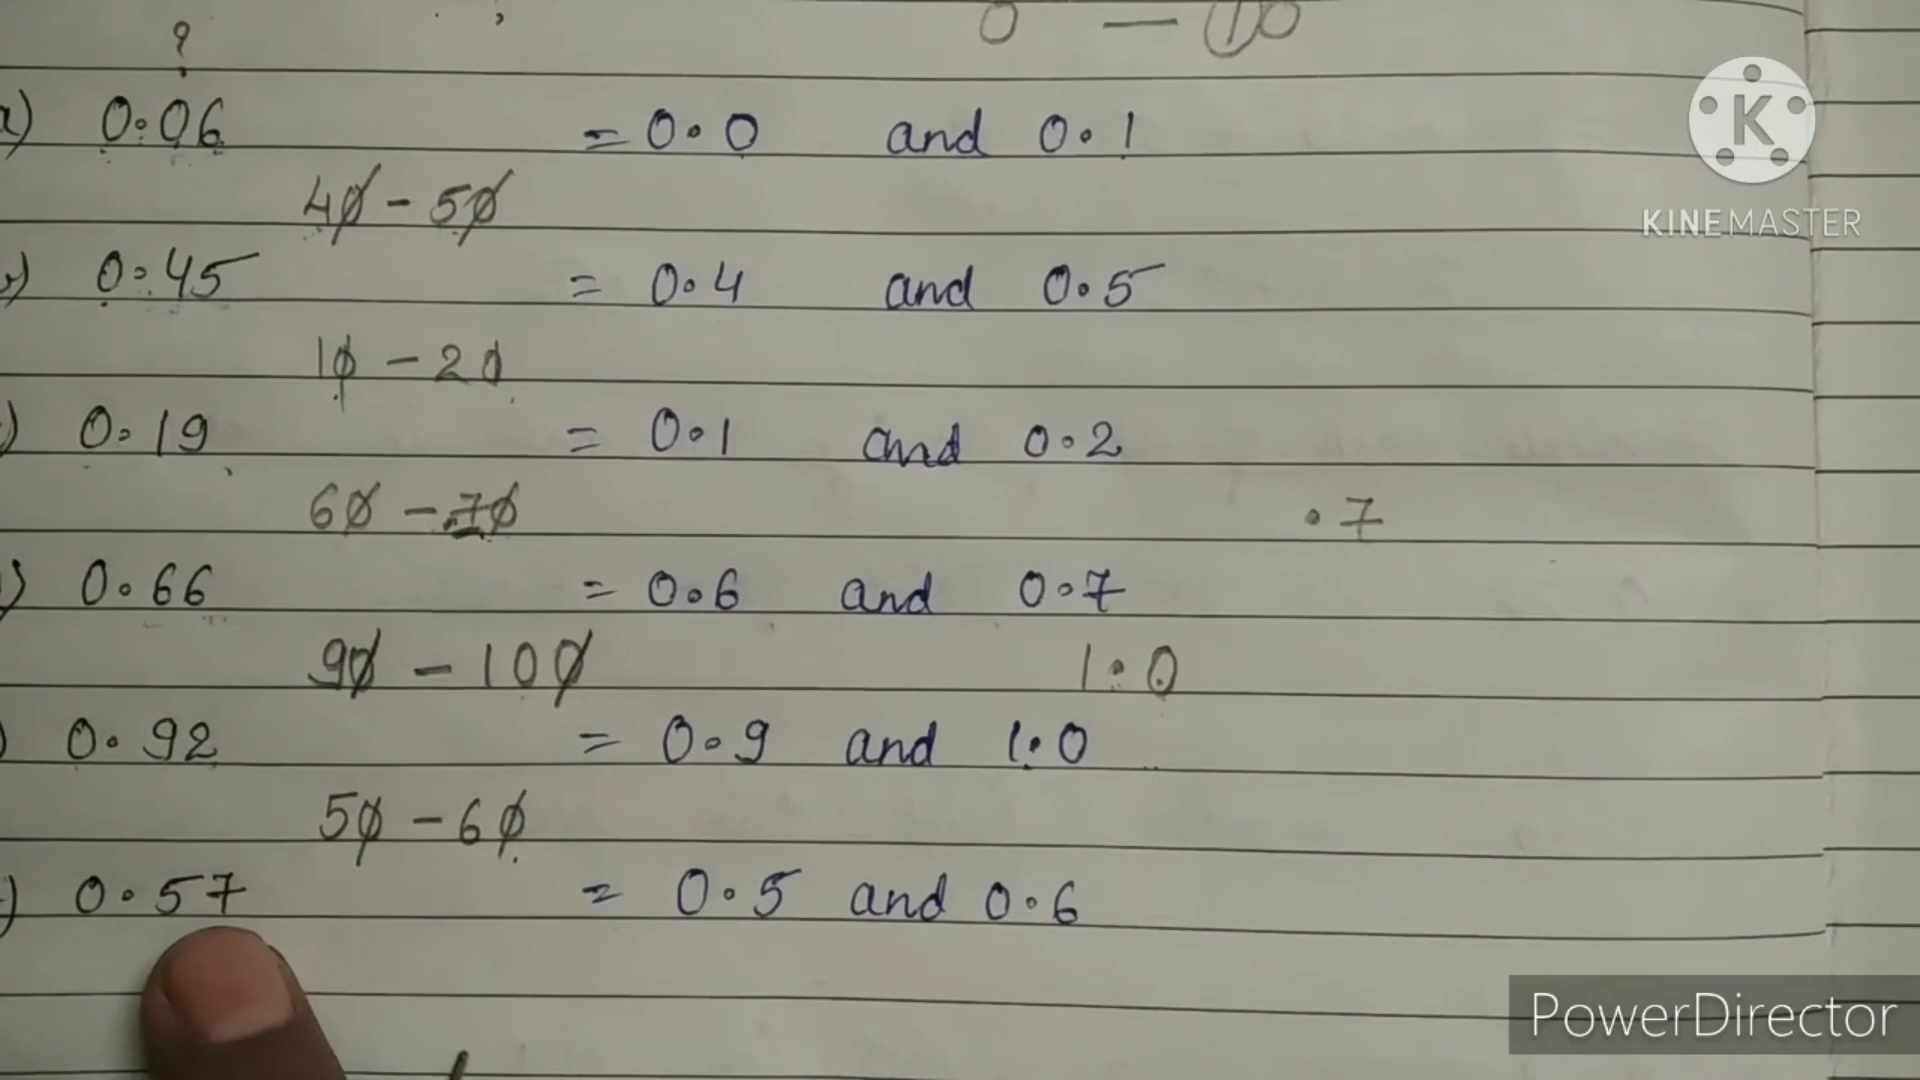 0 — 10
?
a) 0.06 = 0.0 and 0.1
40 - 50
0.45 = 0.4 and 0.5
10 - 20
0.19 = 0.1 and 0.2
60 - 70 .7
0.66 = 0.6 and 0.7
90 - 100 1.0
0.92 = 0.9 and 1.0
50 - 60
0.57 = 0.5 and 0.6
K
KINEMASTER
PowerDirector